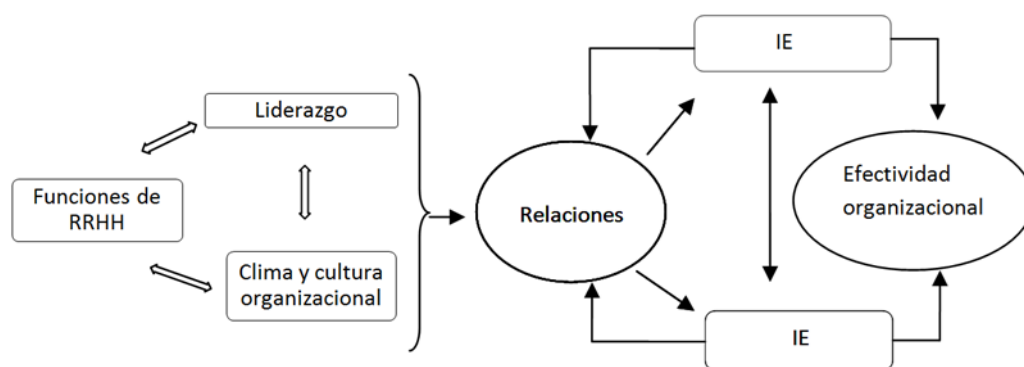 IE
Liderazgo
Funciones de
RRHH
Clima y cultura
organizacional
Relaciones
Efectividad
organizacional
IE